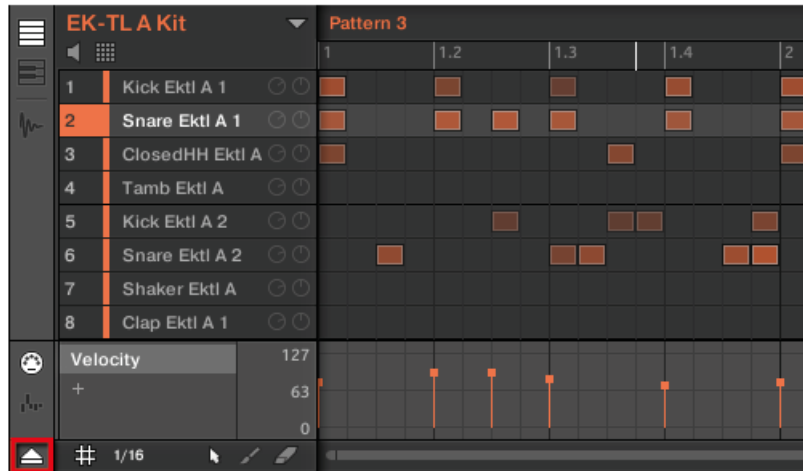 EK-TL A Kit
Pattern 3
1 1.2 1.3 1.4 2
1 Kick Ektl A 1
2 Snare Ektl A 1
3 ClosedHH Ektl A
4 Tamb Ektl A
5 Kick Ektl A 2
6 Snare Ektl A 2
7 Shaker Ektl A
8 Clap Ektl A 1
Velocity 127
+ 63
0
1/16